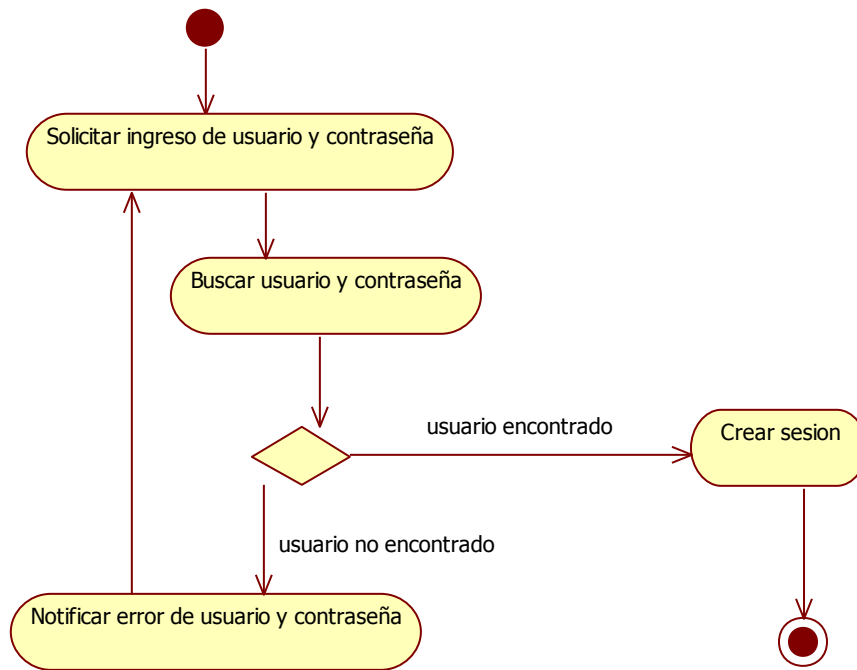 Solicitar ingreso de usuario y contraseña
Buscar usuario y contraseña
usuario encontrado
Crear sesion
usuario no encontrado
Notificar error de usuario y contraseña